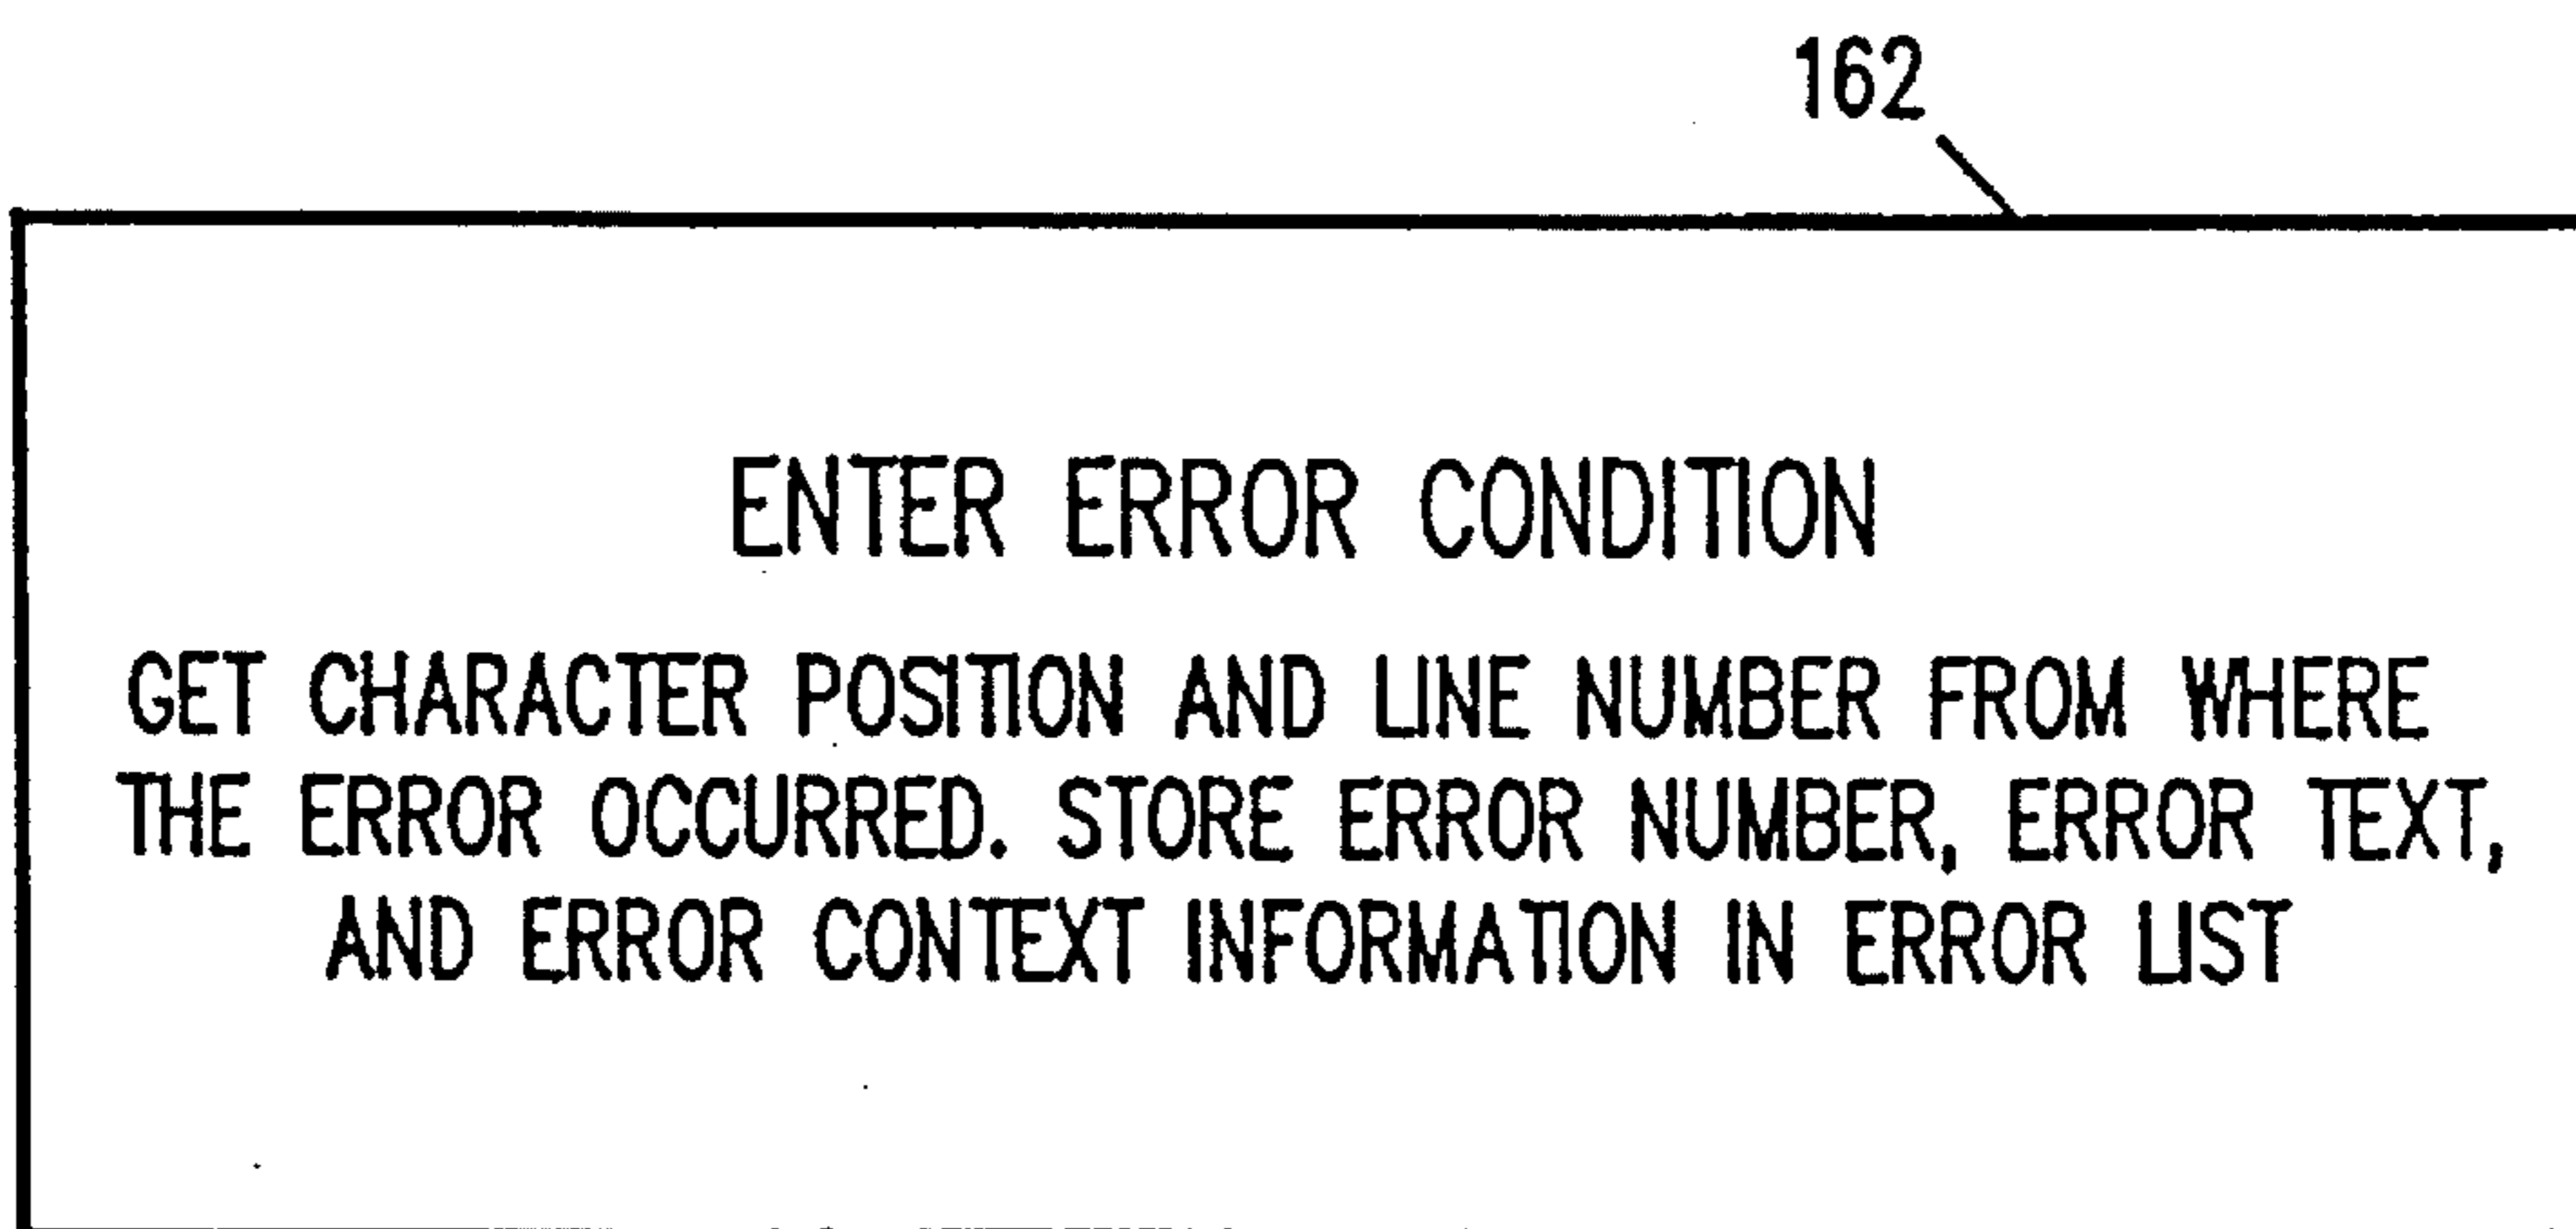 162
ENTER ERROR CONDITION
GET CHARACTER POSITION AND LINE NUMBER FROM WHERE
THE ERROR OCCURRED. STORE ERROR NUMBER, ERROR TEXT,
AND ERROR CONTEXT INFORMATION IN ERROR LIST